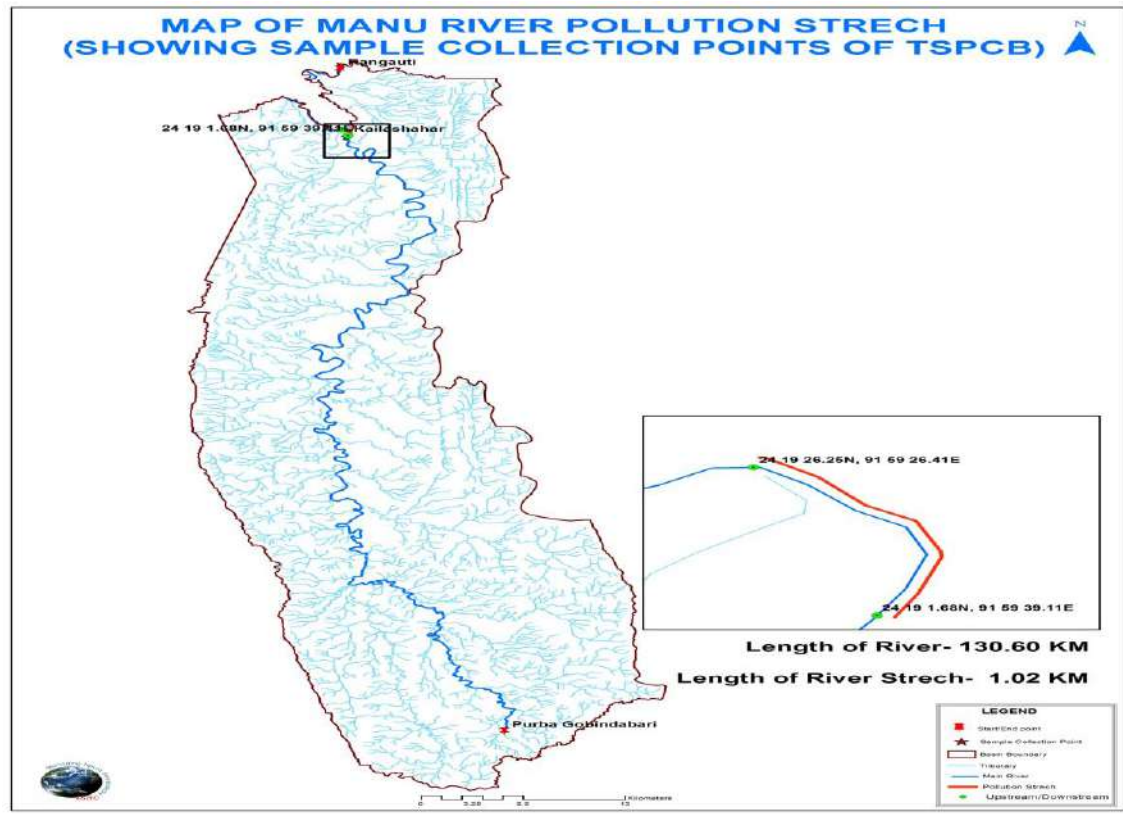 MAP OF MANU RIVER POLLUTION STRECH
(SHOWING SAMPLE COLLECTION POINTS OF TSPCB)
N
Rangauti
24 19 1.68N, 91 59 39.11E
Kailashahar
24 19 26.25N, 91 59 26.41E
24 19 1.68N, 91 59 39.11E
Length of River- 130.60 KM
Length of River Strech- 1.02 KM
Purba Gobindabari
LEGEND
Start/End point
Sample Collection Point
Basin Boundary
Tributary
Main River
Pollution Strech
Upstream/Downstream
0
13
Kilometers